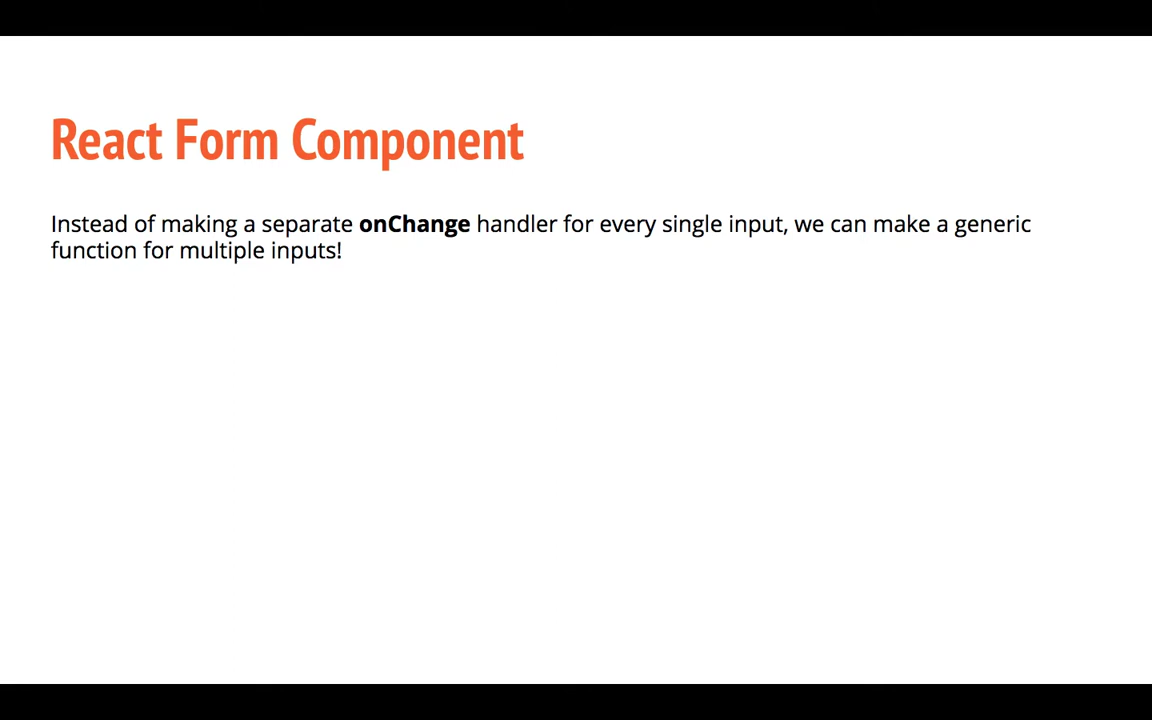 React Form Component
Instead of making a separate onChange handler for every single input, we can make a generic
function for multiple inputs!